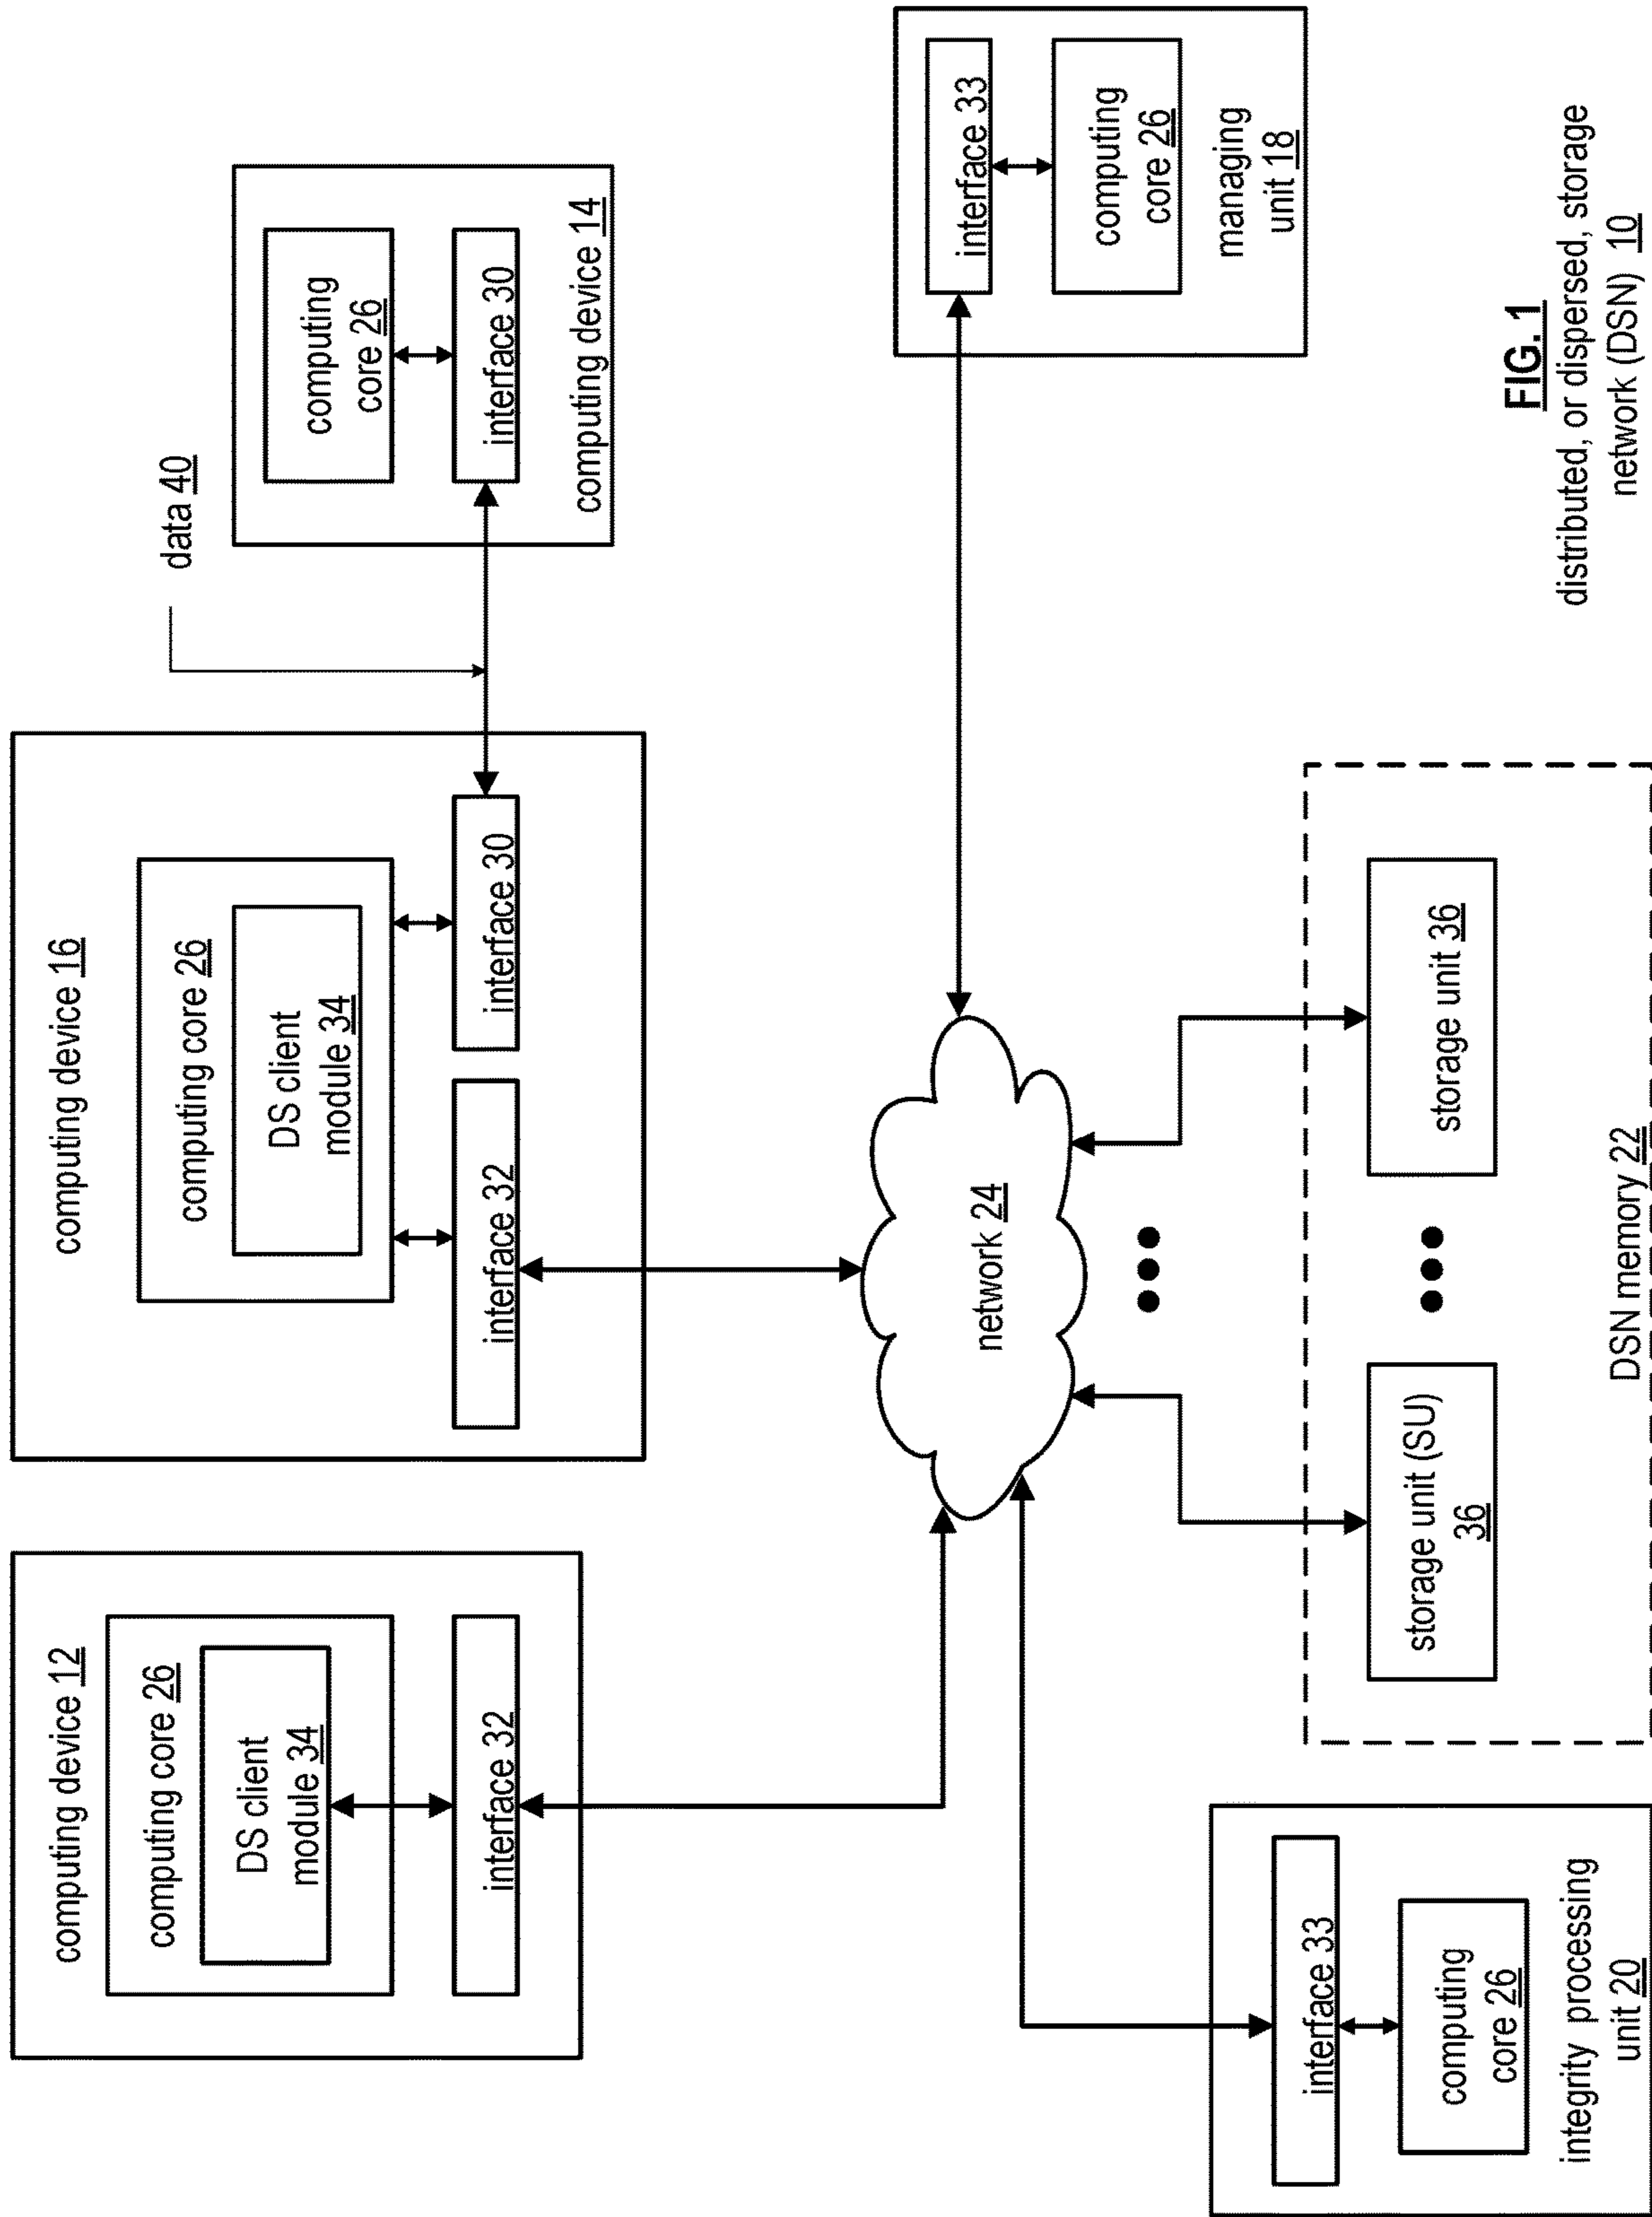 computing device 12
computing core 26
DS client
module 34
interface 32
computing device 16
computing core 26
DS client
module 34
interface 32
interface 30
data 40
computing
core 26
interface 30
computing device 14
network 24
interface 33
computing
core 26
managing
unit 18
interface 33
computing
core 26
integrity processing
unit 20
storage unit (SU)
36
storage unit 36
DSN memory 22
FIG. 1
distributed, or dispersed, storage
network (DSN) 10